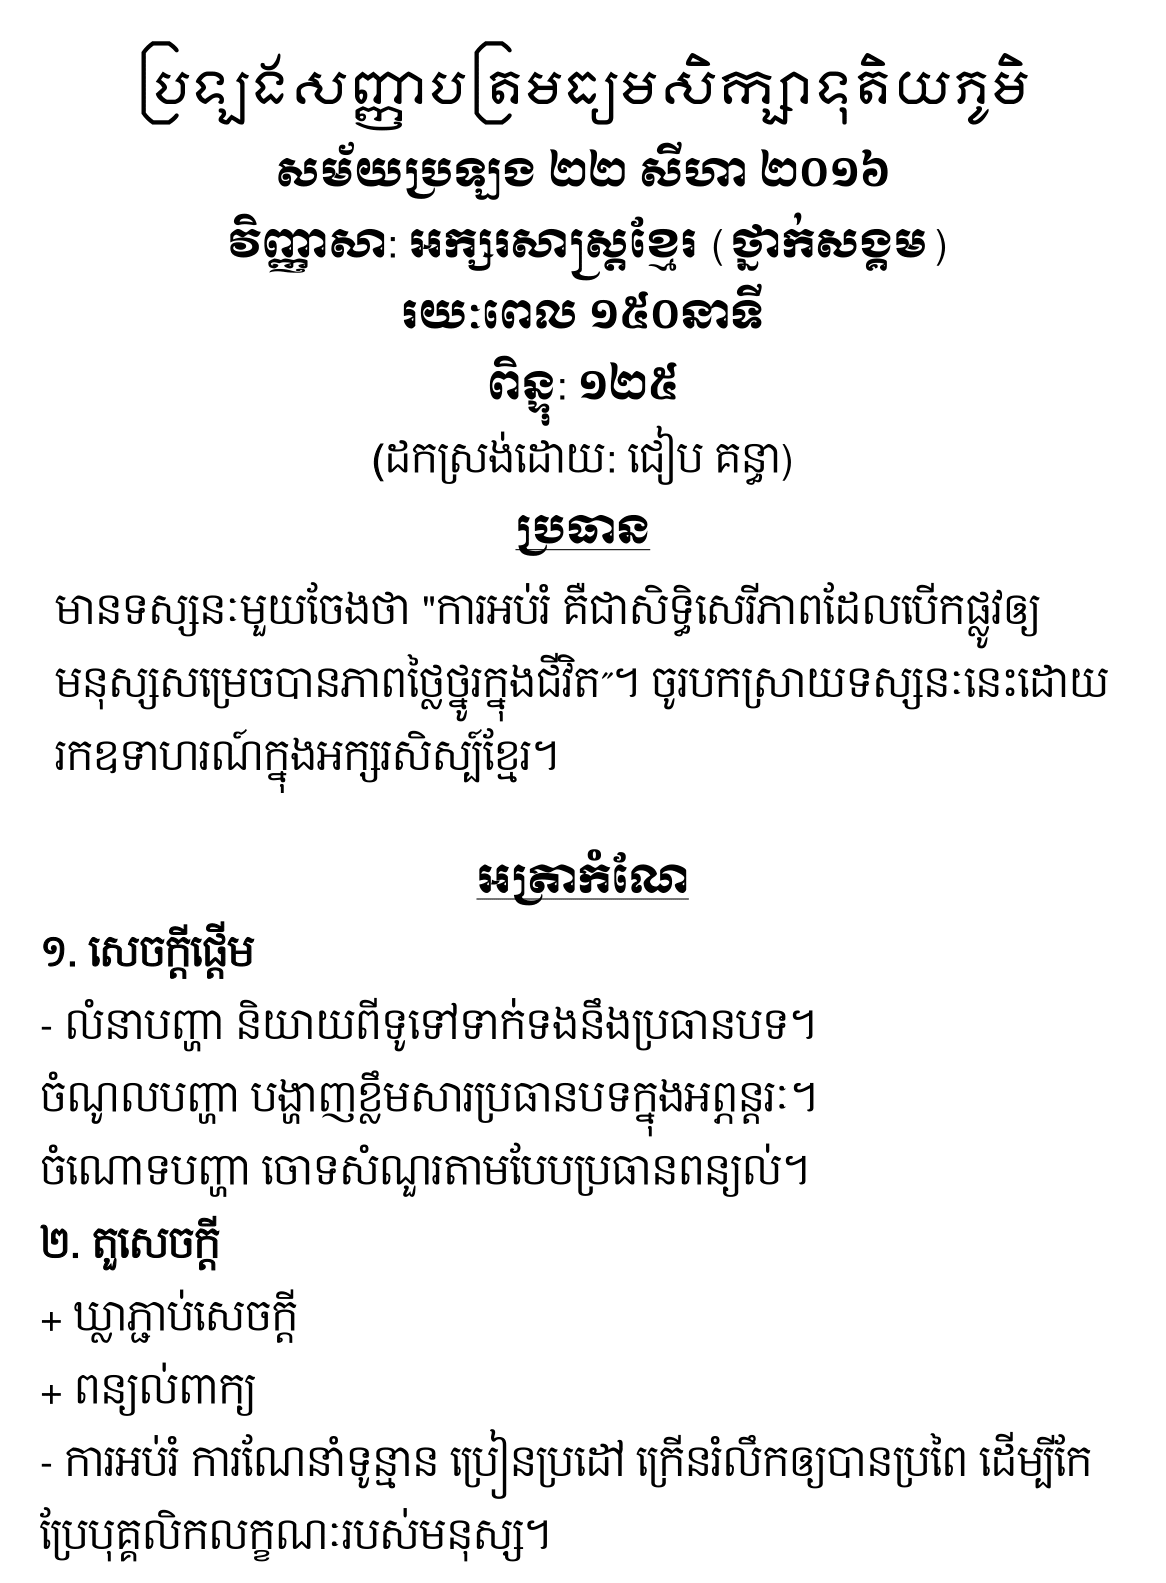 ប្រឡងសញ្ញាបត្រមធ្យមសិក្សាទុតិយភូមិ
សម័យប្រឡង ២២ សីហា ២០១៦
វិញ្ញាសា: អក្សរសាស្ត្រខ្មែរ (ថ្នាក់សង្គម)
រយៈពេល ១៥០នាទី
ពិន្ទុ: ១២៥
(ដកស្រង់ដោយ: ជៀប គន្ធា)
ប្រធាន
មានទស្សនៈមួយចែងថា "ការអប់រំ គឺជាសិទ្ធិសេរីភាពដែលបើកផ្លូវឲ្យ
មនុស្សសម្រេចបានភាពថ្លៃថ្នូរក្នុងជីវិត"។ ចូរបកស្រាយទស្សនៈនេះដោយ
រកឧទាហរណ៍ក្នុងអក្សរសិស្ប៍ខ្មែរ។
អត្រាកំណែ
១. សេចក្តីផ្តើម
- លំនាបញ្ហា និយាយពីទូទៅទាក់ទងនឹងប្រធានបទ។
ចំណូលបញ្ហា បង្ហាញខ្លឹមសារប្រធានបទក្នុងអព្ភន្តរៈ។
ចំណោទបញ្ហា ចោទសំណួរតាមបែបប្រធានពន្យល់។
២. តួសេចក្តី
+ ឃ្លាភ្ជាប់សេចក្តី
+ ពន្យល់ពាក្យ
- ការអប់រំ ការណែនាំទូន្មាន ប្រៀនប្រដៅ ក្រើនរំលឹកឲ្យបានប្រពៃ ដើម្បីកែ
ប្រែបុគ្គលិកលក្ខណៈរបស់មនុស្ស។